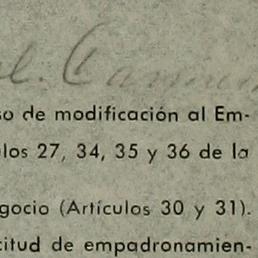 so de modificación al Em-
los 27, 34, 35 y 36 de la
gocio (Artículos 30 y 31).
citud de empadronamien-